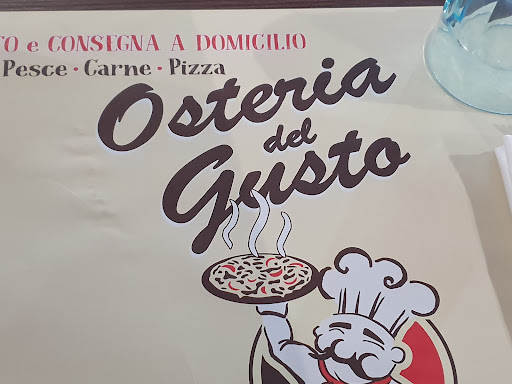 e CONSEGNA A DOMICILIO
Pesce • Carne • Pizza
Osteria
del
Gusto